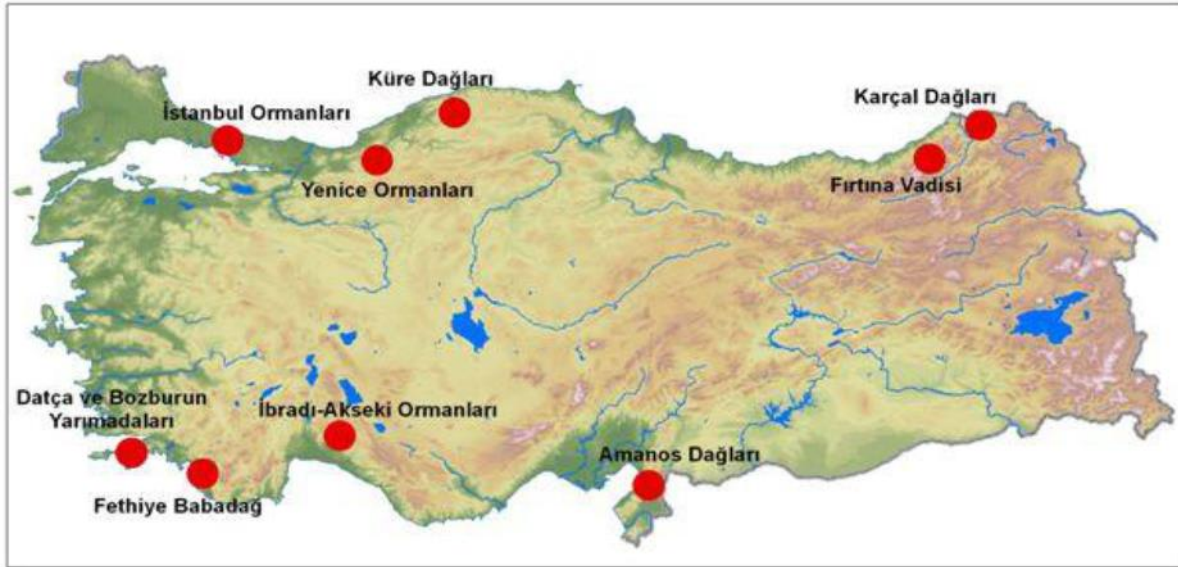 Küre Dağları
İstanbul Ormanları
Karçal Dağları
Yenice Ormanları
Fırtına Vadisi
Datça ve Bozburun
Yarımadaları
İbradı-Akseki Ormanları
Amanos Dağları
Fethiye Babadağ